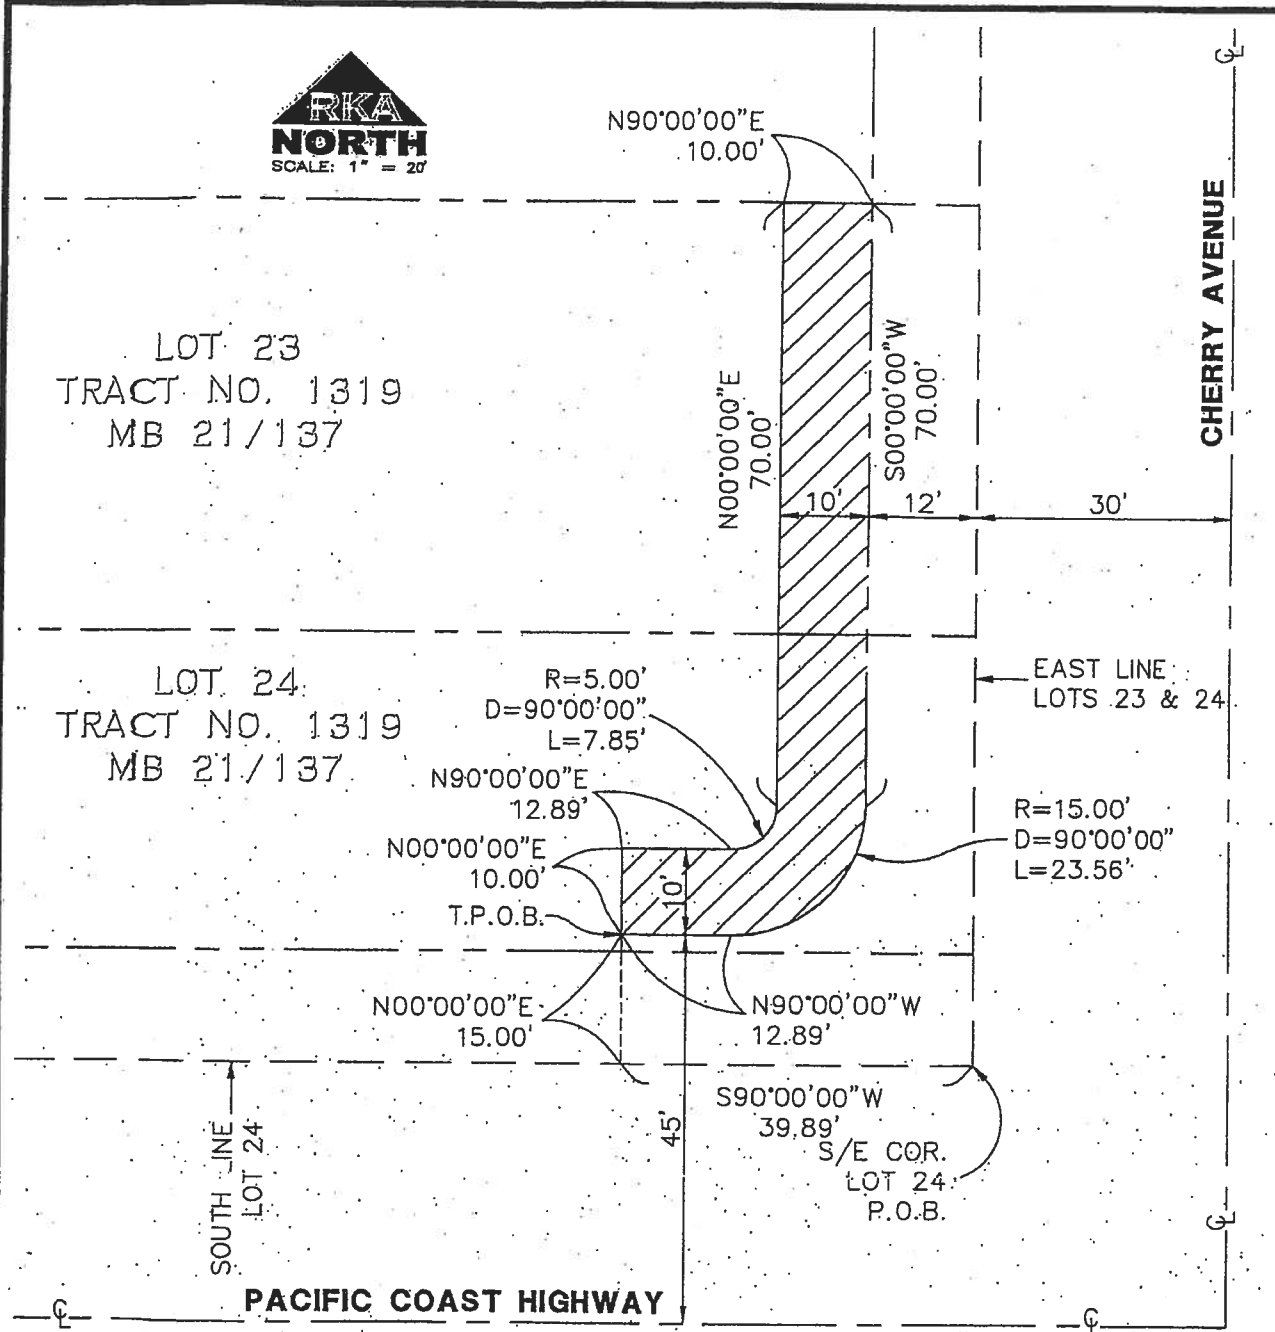 RKA
NORTH
SCALE: 1" = 20'
N90°00'00"E
10.00'
℄
CHERRY AVENUE
LOT 23
TRACT NO. 1319
MB 21/137
N00°00'00"E
70.00'
S00°00'00"W
70.00'
10'
12'
30'
LOT 24
TRACT NO. 1319
MB 21/137
R=5.00'
D=90°00'00"
L=7.85'
EAST LINE
LOTS 23 & 24
N90°00'00"E
12.89'
R=15.00'
D=90°00'00"
L=23.56'
N00°00'00"E
10.00'
10'
T.P.O.B.
N00°00'00"E
15.00'
N90°00'00"W
12.89'
S90°00'00"W
39.89'
45'
S/E COR.
LOT 24
P.O.B.
SOUTH LINE
LOT 24
℄
PACIFIC COAST HIGHWAY
℄
℄